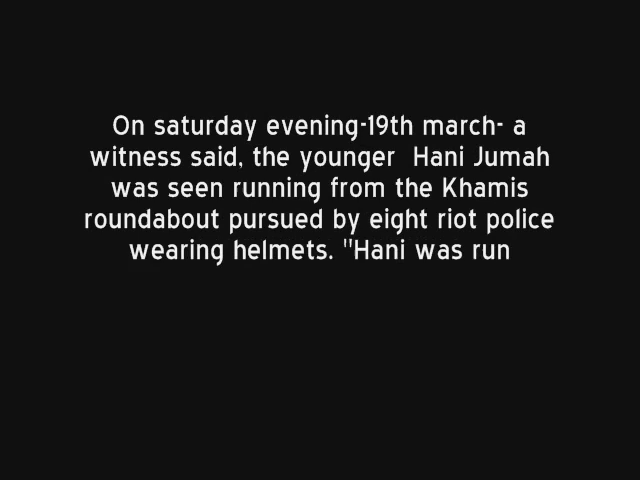 On saturday evening-19th march- a
witness said, the younger  Hani Jumah
was seen running from the Khamis
roundabout pursued by eight riot police
wearing helmets. "Hani was run